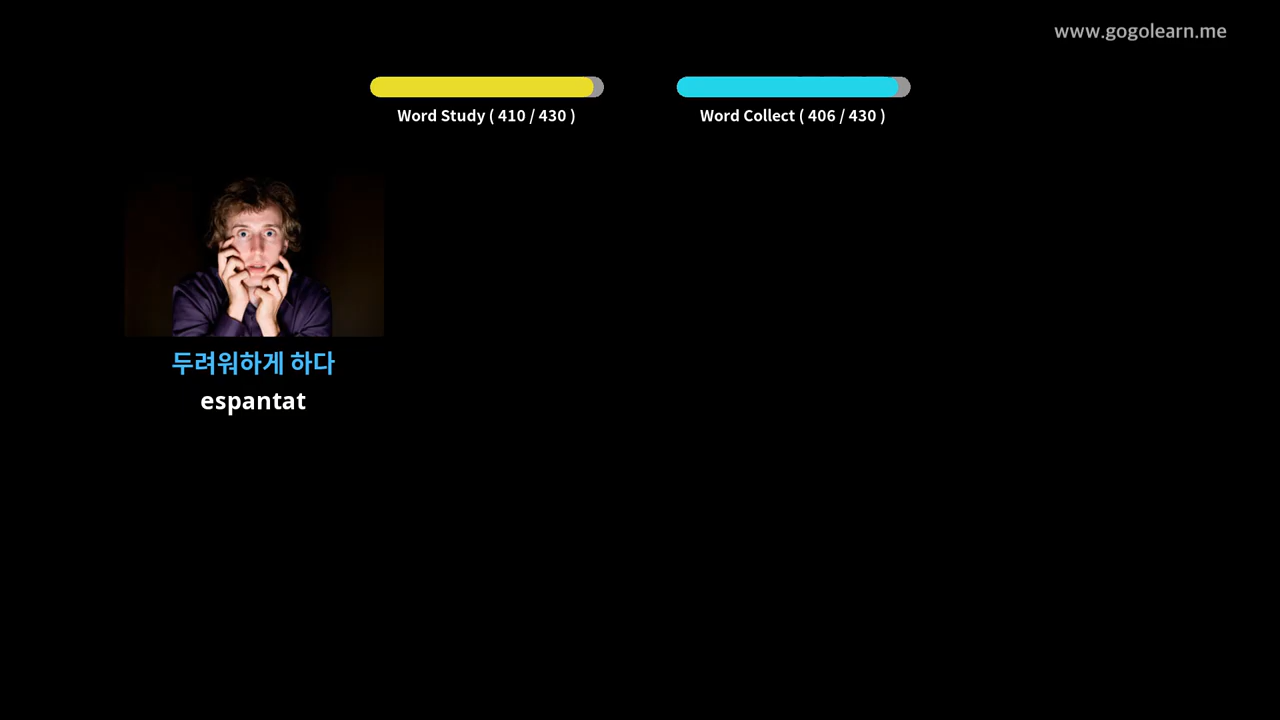 www.gogolearn.me
Word Study ( 410 / 430 )
Word Collect ( 406 / 430 )
두려워하게 하다
espantat